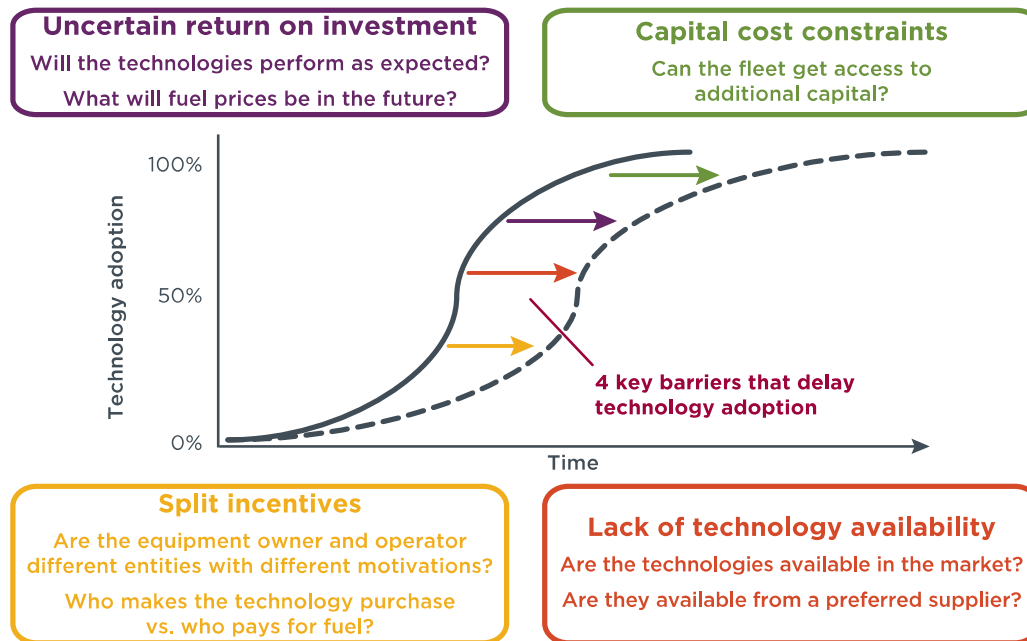 Uncertain return on investment
Will the technologies perform as expected?
What will fuel prices be in the future?
Capital cost constraints
Can the fleet get access to
additional capital?
Technology adoption
100%
50%
0%
4 key barriers that delay
technology adoption
Time
Split incentives
Are the equipment owner and operator
different entities with different motivations?
Who makes the technology purchase
vs. who pays for fuel?
Lack of technology availability
Are the technologies available in the market?
Are they available from a preferred supplier?